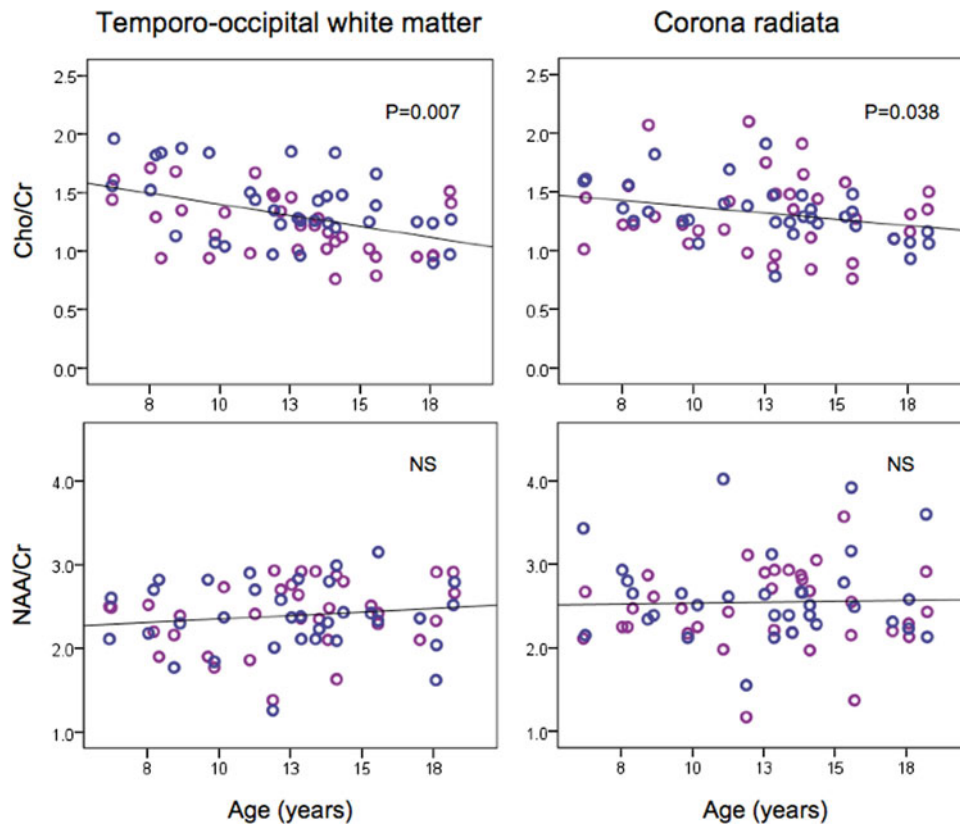 Temporo-occipital white matter
Corona radiata
Cho/Cr
2.5
2.0
1.5
1.0
0.5
0.0
P=0.007
8 10 13 15 18
2.5
2.0
1.5
1.0
0.5
0.0
P=0.038
8 10 13 15 18
NAA/Cr
4.0
3.0
2.0
1.0
NS
8 10 13 15 18
Age (years)
4.0
3.0
2.0
1.0
NS
8 10 13 15 18
Age (years)